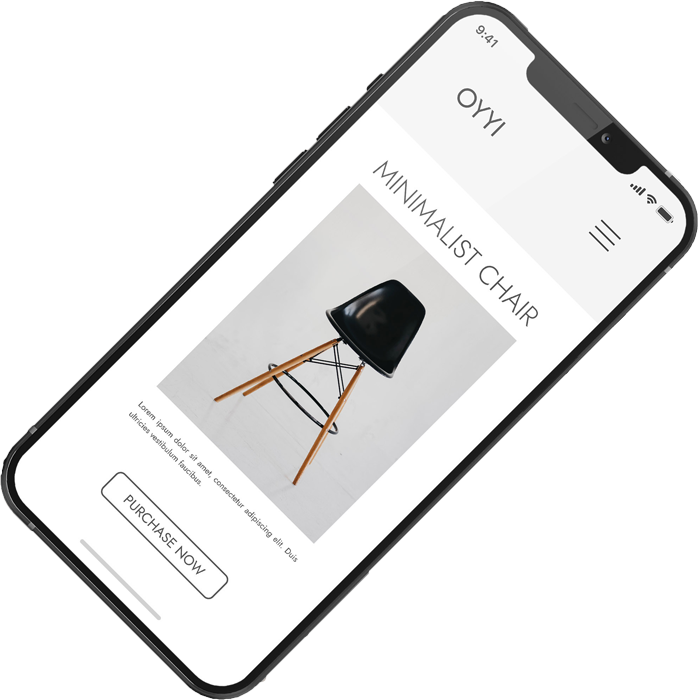 9:41
OYYI
MINIMALIST CHAIR
Lorem ipsum dolor sit amet, consectetur adipiscing elit. Duis
ultricies vestibulum faucibus.
PURCHASE NOW